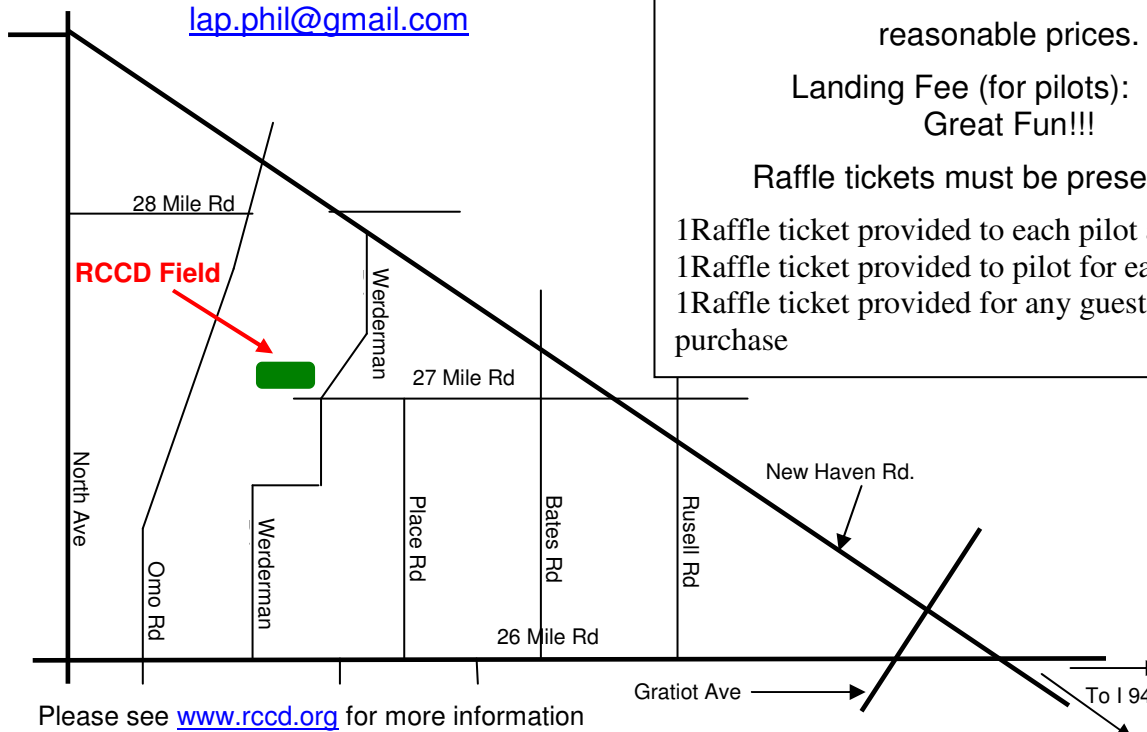 lap.phil@gmail.com
reasonable prices.
Landing Fee (for pilots):
Great Fun!!!
Raffle tickets must be prese
1Raffle ticket provided to each pilot
1Raffle ticket provided to pilot for ea
1Raffle ticket provided for any guest
purchase
28 Mile Rd
RCCD Field
Werderman
27 Mile Rd
North Ave
Omo Rd
Werderman
Place Rd
Bates Rd
Rusell Rd
New Haven Rd.
26 Mile Rd
Gratiot Ave
To I 94
Please see www.rccd.org for more information